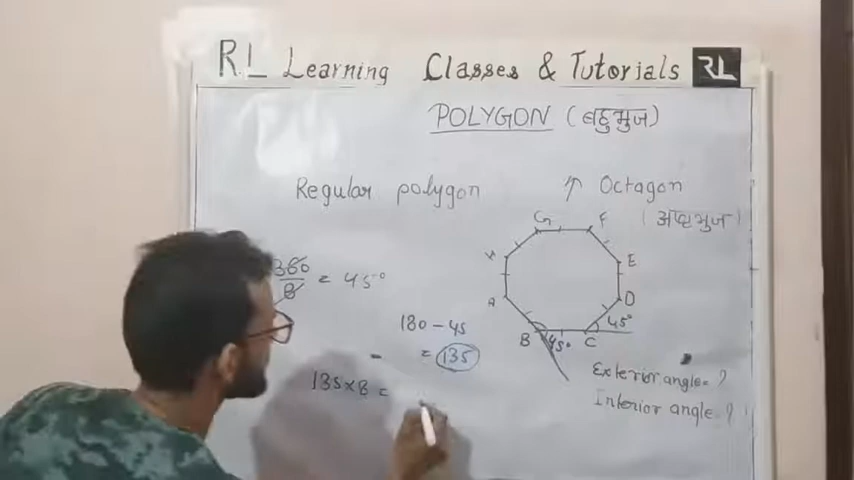 RL Learning Classes & Tutorials RL
POLYGON (बहुभुज)
Regular polygon
⇑ Octagon
(अष्टभुज)
G F
H E
A D
B C
45° 45°
360/8 = 45°
180 - 45
= 135
135 x 8 =
Exterior angle = ?
Interior angle = ?